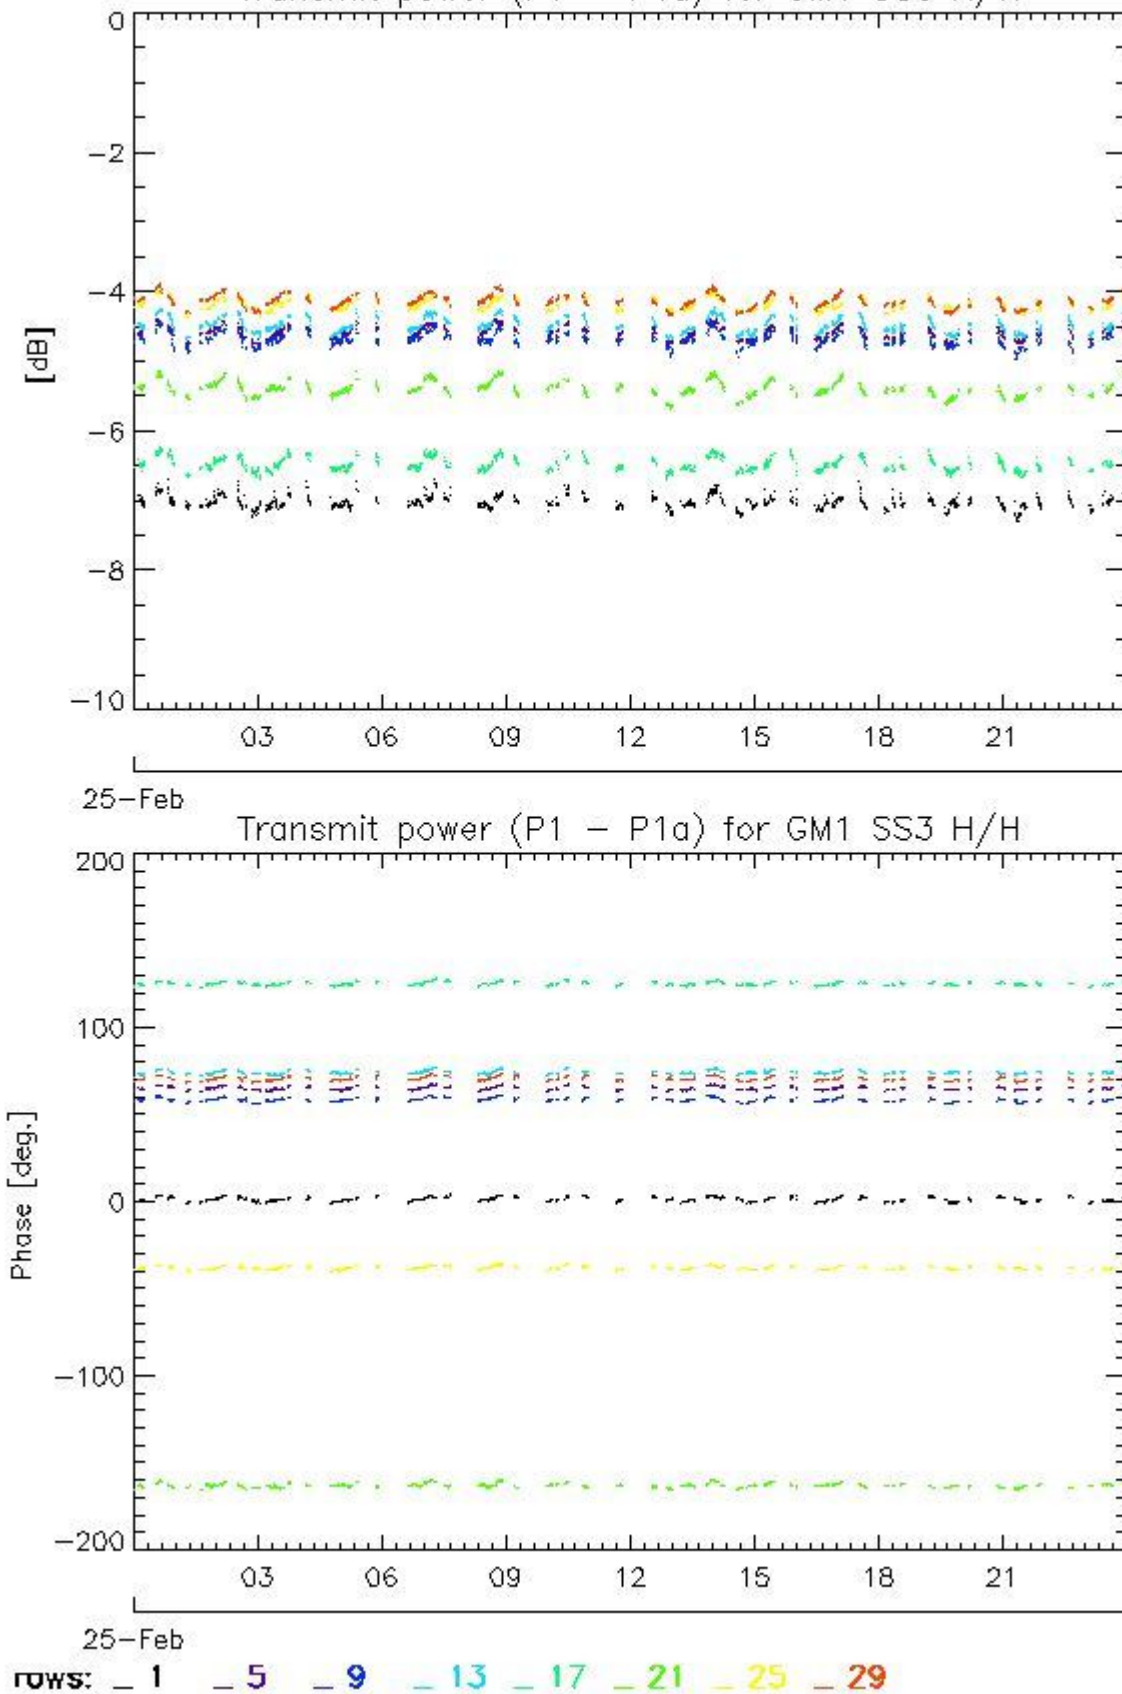 0
-2
-4
[dB]
-6
-8
-10
03 06 09 12 15 18 21
25-Feb
Transmit power (P1 - P1a) for GM1 SS3 H/H
200
100
Phase [deg.]
0
-100
-200
03 06 09 12 15 18 21
25-Feb
rows: _ 1 _ 5 _ 9 _ 13 _ 17 _ 21 _ 25 _ 29